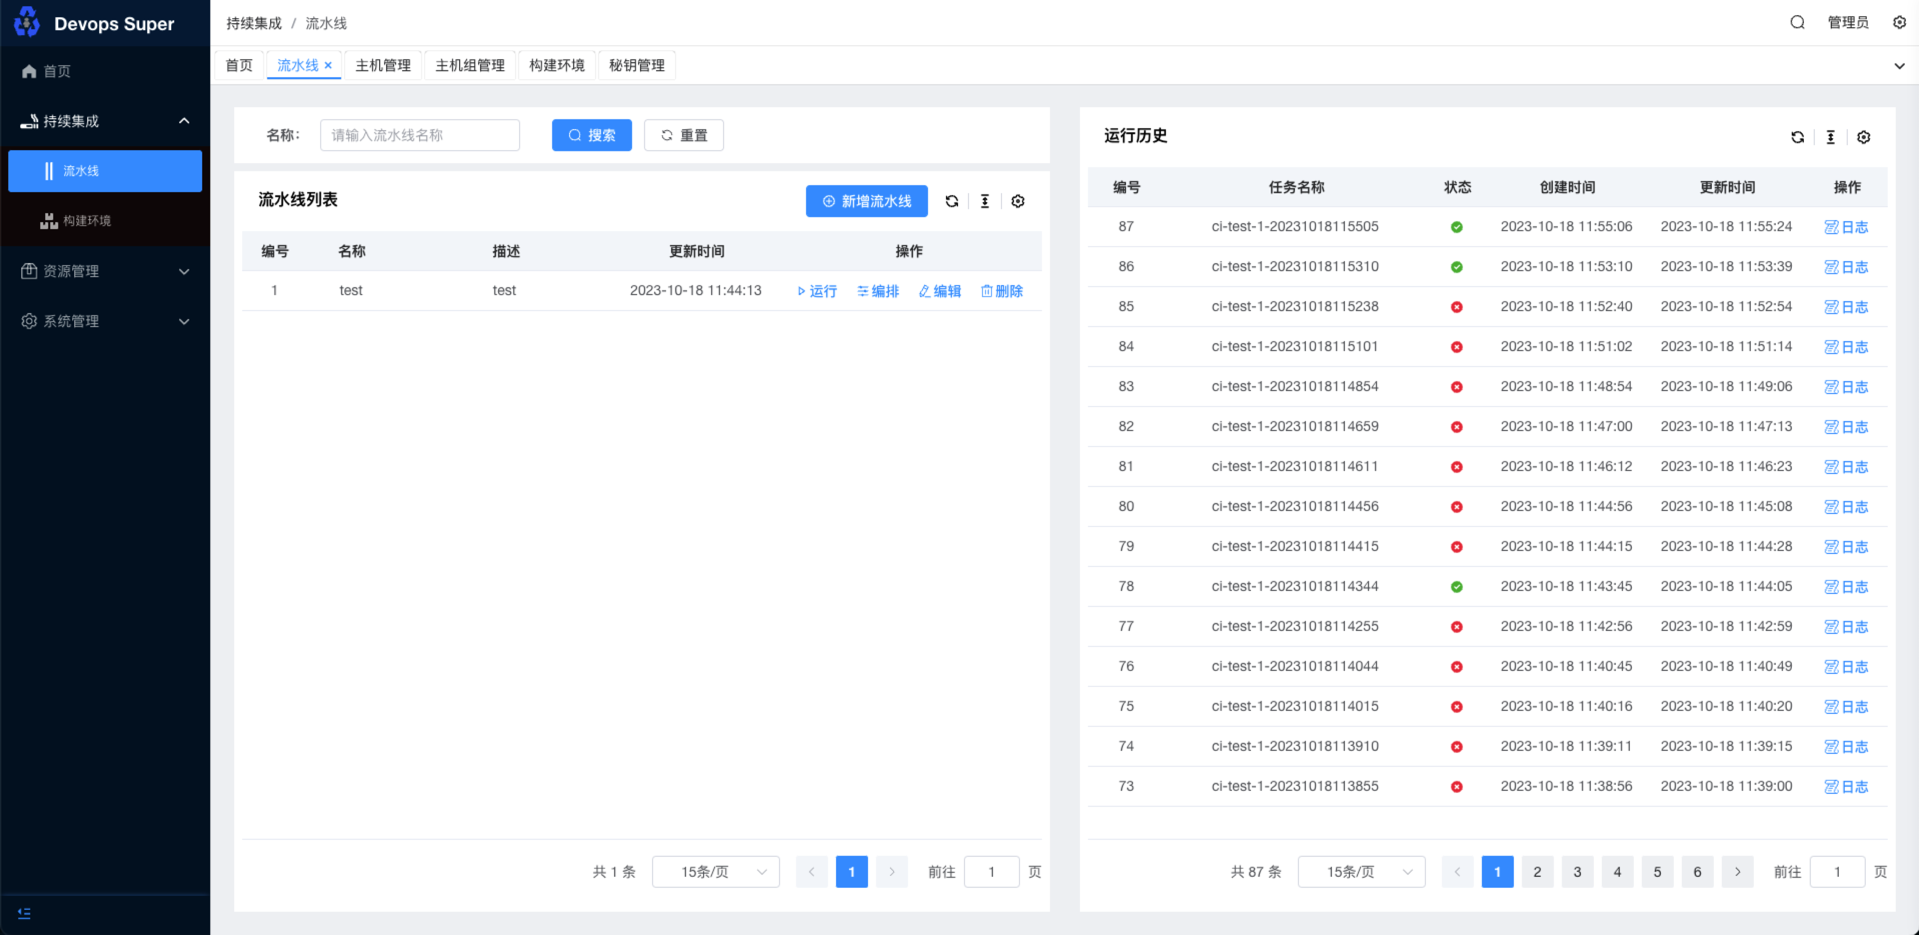 Devops Super
首页
持续集成
流水线
构建环境
资源管理
系统管理
持续集成 / 流水线
管理员
首页 流水线 × 主机管理 主机组管理 构建环境 秘钥管理
名称: 请输入流水线名称 搜索 重置
流水线列表 新增流水线
编号 名称 描述 更新时间 操作
1 test test 2023-10-18 11:44:13 运行 编排 编辑 删除
共 1 条 15条/页 1 前往 1 页
运行历史
编号 任务名称 状态 创建时间 更新时间 操作
87 ci-test-1-20231018115505 2023-10-18 11:55:06 2023-10-18 11:55:24 日志
86 ci-test-1-20231018115310 2023-10-18 11:53:10 2023-10-18 11:53:39 日志
85 ci-test-1-20231018115238 2023-10-18 11:52:40 2023-10-18 11:52:54 日志
84 ci-test-1-20231018115101 2023-10-18 11:51:02 2023-10-18 11:51:14 日志
83 ci-test-1-20231018114854 2023-10-18 11:48:54 2023-10-18 11:49:06 日志
82 ci-test-1-20231018114659 2023-10-18 11:47:00 2023-10-18 11:47:13 日志
81 ci-test-1-20231018114611 2023-10-18 11:46:12 2023-10-18 11:46:23 日志
80 ci-test-1-20231018114456 2023-10-18 11:44:56 2023-10-18 11:45:08 日志
79 ci-test-1-20231018114415 2023-10-18 11:44:15 2023-10-18 11:44:28 日志
78 ci-test-1-20231018114344 2023-10-18 11:43:45 2023-10-18 11:44:05 日志
77 ci-test-1-20231018114255 2023-10-18 11:42:56 2023-10-18 11:42:59 日志
76 ci-test-1-20231018114044 2023-10-18 11:40:45 2023-10-18 11:40:49 日志
75 ci-test-1-20231018114015 2023-10-18 11:40:16 2023-10-18 11:40:20 日志
74 ci-test-1-20231018113910 2023-10-18 11:39:11 2023-10-18 11:39:15 日志
73 ci-test-1-20231018113855 2023-10-18 11:38:56 2023-10-18 11:39:00 日志
共 87 条 15条/页 1 2 3 4 5 6 前往 1 页